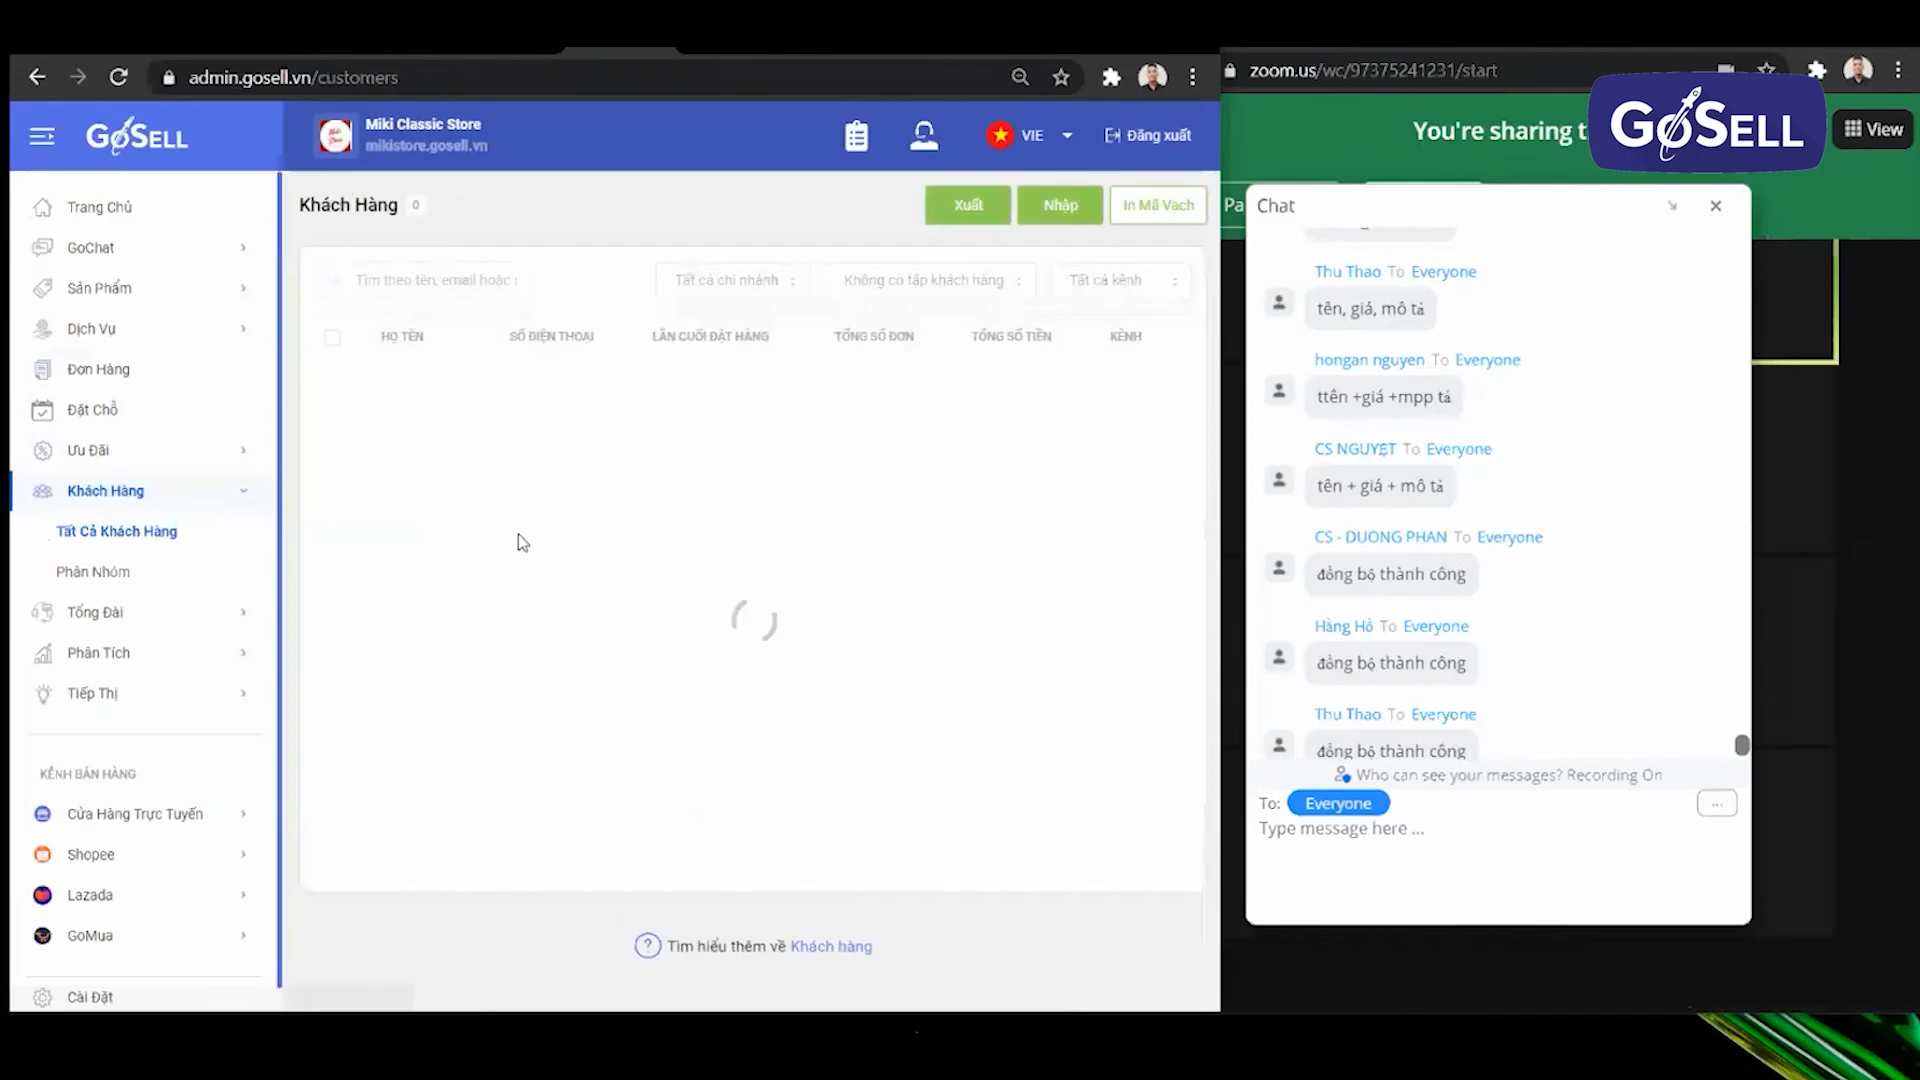 admin.gosell.vn/customers
zoom.us/wc/97375241231/start
GoSELL
Miki Classic Store
mikistore.gosell.vn
VIE
Đăng xuất
You're sharing
GoSELL
View
Trang Chủ
GoChat
Sản Phẩm
Dịch Vụ
Đơn Hàng
Đặt Chỗ
Ưu Đãi
Khách Hàng
Tất Cả Khách Hàng
Phân Nhóm
Tổng Đài
Phân Tích
Tiếp Thị
KÊNH BÁN HÀNG
Cửa Hàng Trực Tuyến
Shopee
Lazada
GoMua
Cài Đặt
Khách Hàng 0
Xuất
Nhập
In Mã Vạch
Tìm theo tên, email hoặc
Tất cả chi nhánh
Không có tập khách hàng
Tất cả kênh
HỌ TÊN
SỐ ĐIỆN THOẠI
LẦN CUỐI ĐẶT HÀNG
TỔNG SỐ ĐƠN
TỔNG SỐ TIỀN
KÊNH
? Tìm hiểu thêm về Khách hàng
Chat
Thu Thao To Everyone
tên, giá, mô tả
hongan nguyen To Everyone
ttên +giá +mpp tả
CS NGUYỆT To Everyone
tên + giá + mô tả
CS - DUONG PHAN To Everyone
đồng bộ thành công
Hằng Hồ To Everyone
đồng bộ thành công
Thu Thao To Everyone
đồng bộ thành công
Who can see your messages? Recording On
To: Everyone
...
Type message here ...